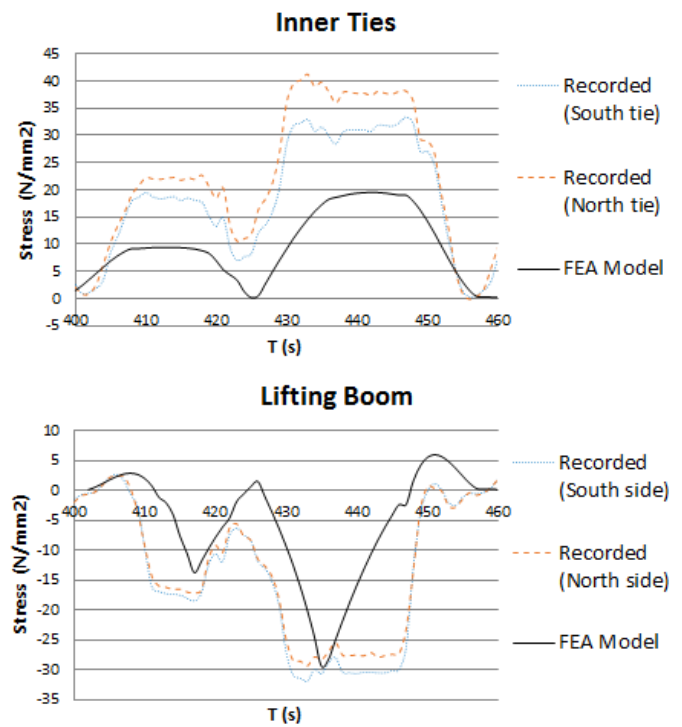 Inner Ties
Stress (N/mm2)
45
40
35
30
25
20
15
10
5
0
-5
400 410 420 430 440 450 460
T (s)
Recorded
(South tie)
Recorded
(North tie)
FEA Model
Lifting Boom
Stress (N/mm2)
10
5
0
-5
-10
-15
-20
-25
-30
-35
400 410 420 430 440 450 460
T (s)
Recorded
(South side)
Recorded
(North side)
FEA Model